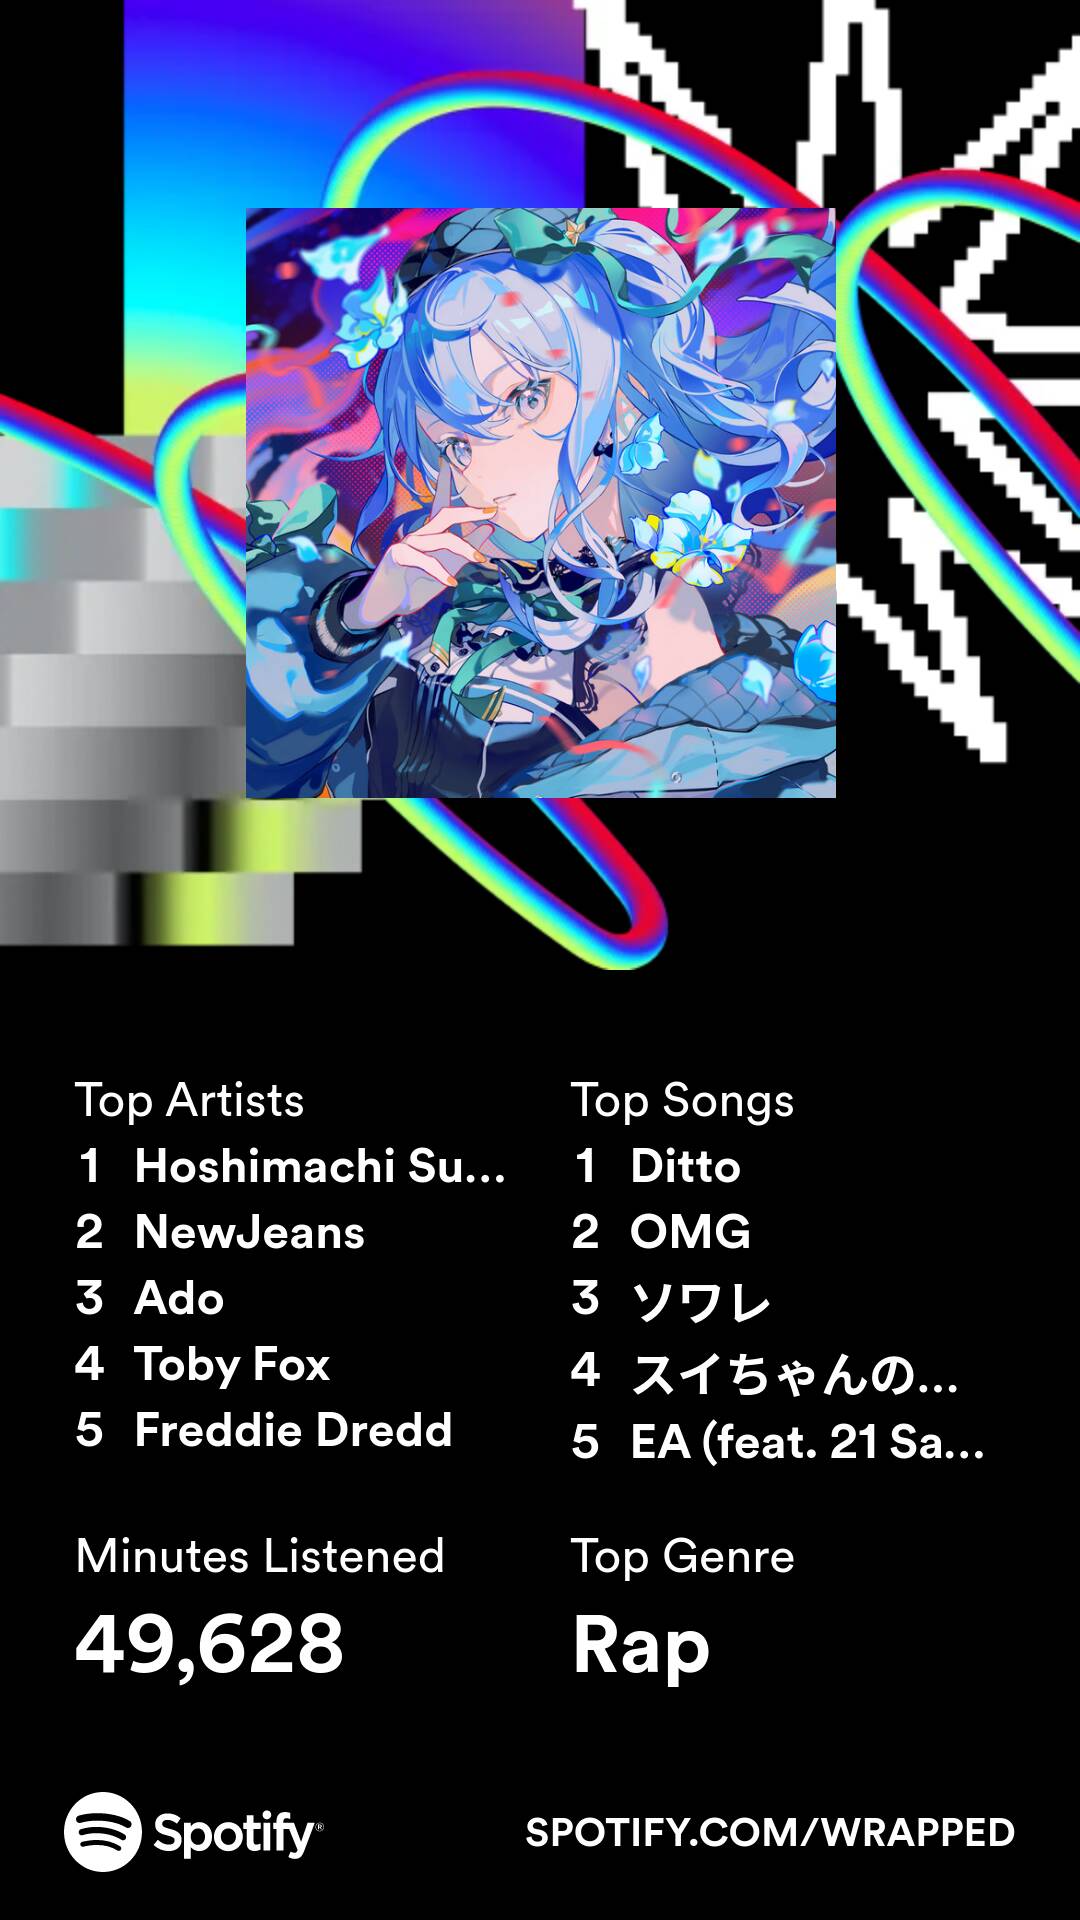 Top Artists
1 Hoshimachi Su...
2 NewJeans
3 Ado
4 Toby Fox
5 Freddie Dredd
Top Songs
1 Ditto
2 OMG
3 ソワレ
4 スイちゃんの...
5 EA (feat. 21 Sa...
Minutes Listened
49,628
Top Genre
Rap
Spotify®
SPOTIFY.COM/WRAPPED